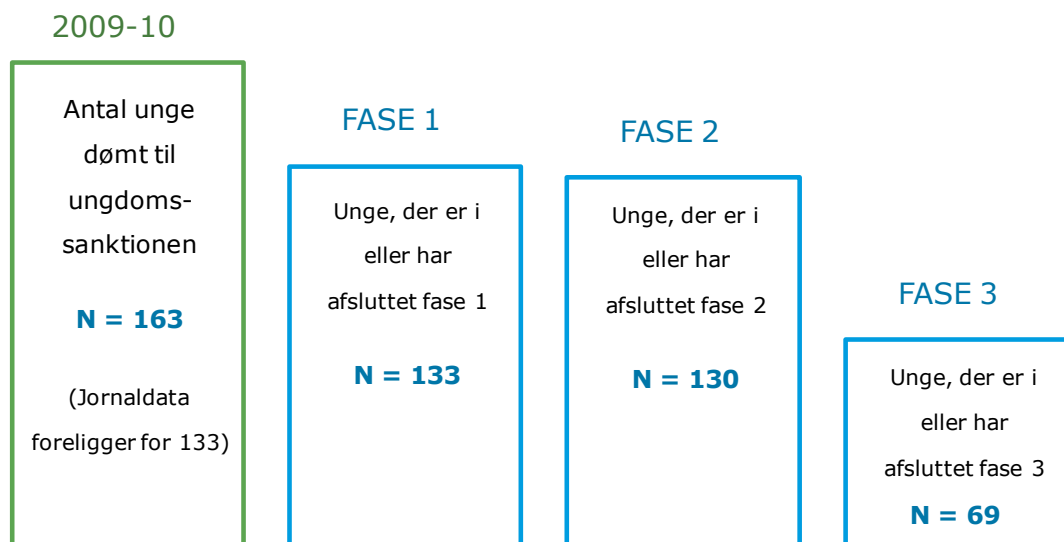 2009-10
Antal unge
dømt til
ungdoms-
sanktionen
N = 163
(Jornaldata
foreligger for 133)
FASE 1
Unge, der er i
eller har
afsluttet fase 1
N = 133
FASE 2
Unge, der er i
eller har
afsluttet fase 2
N = 130
FASE 3
Unge, der er i
eller har
afsluttet fase 3
N = 69